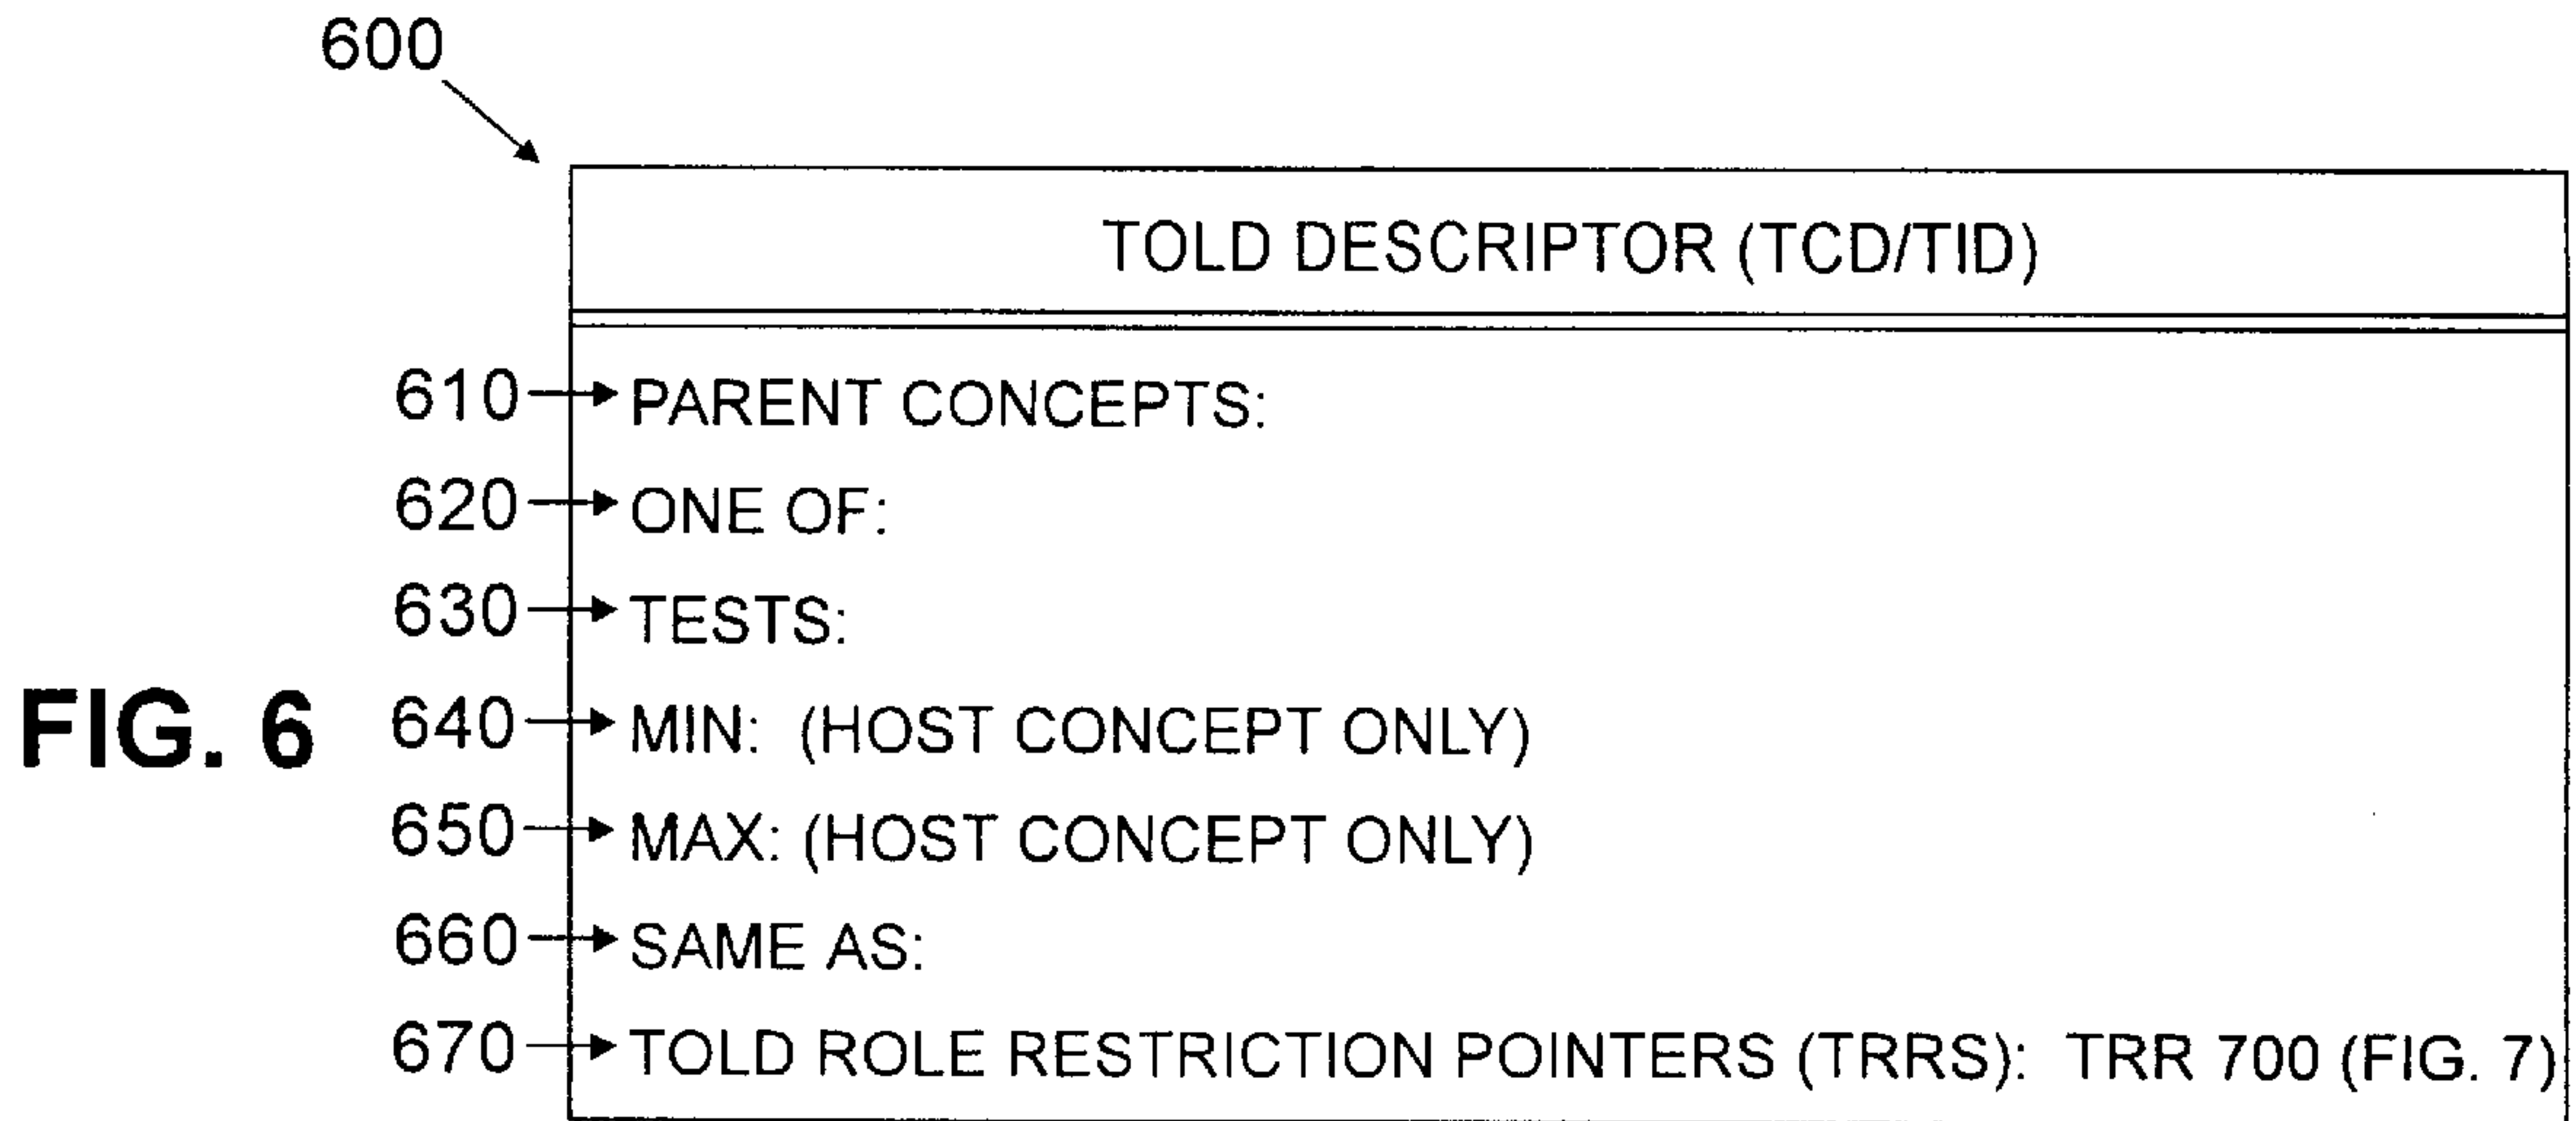 600
TOLD DESCRIPTOR (TCD/TID)
610 PARENT CONCEPTS:
620 ONE OF:
630 TESTS:
FIG. 6
640 MIN: (HOST CONCEPT ONLY)
650 MAX: (HOST CONCEPT ONLY)
660 SAME AS:
670 TOLD ROLE RESTRICTION POINTERS (TRRS): TRR 700 (FIG. 7)